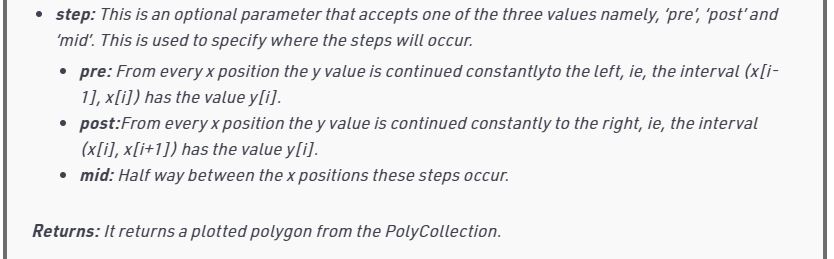 • step: This is an optional parameter that accepts one of the three values namely, ‘pre’, ‘post’ and
‘mid’. This is used to specify where the steps will occur.
• pre: From every x position the y value is continued constantlyto the left, ie, the interval (x[i-
1], x[i]) has the value y[i].
• post:From every x position the y value is continued constantly to the right, ie, the interval
(x[i], x[i+1]) has the value y[i].
• mid: Half way between the x positions these steps occur.
Returns: It returns a plotted polygon from the PolyCollection.